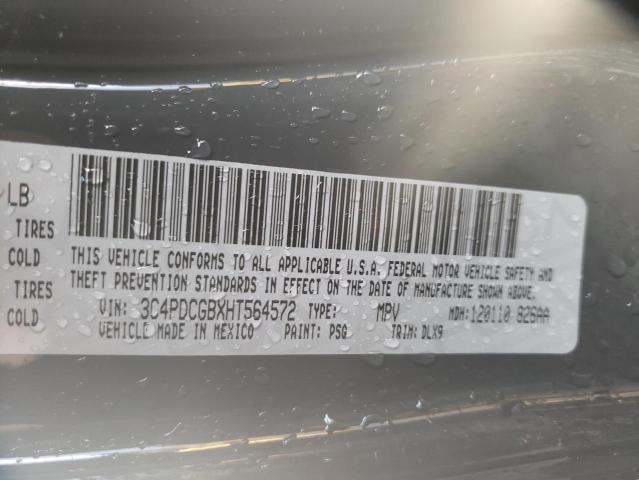 LB
TIRES
COLD
TIRES
COLD
THIS VEHICLE CONFORMS TO ALL APPLICABLE U.S.A. FEDERAL MOTOR VEHICLE SAFETY AND
THEFT PREVENTION STANDARDS IN EFFECT ON THE DATE OF MANUFACTURE SHOWN ABOVE.
VIN: 3C4PDCGBXHT564572 TYPE: MPV MDH: 120110 826AA
VEHICLE MADE IN MEXICO PAINT: PSG TRIM: DLX9